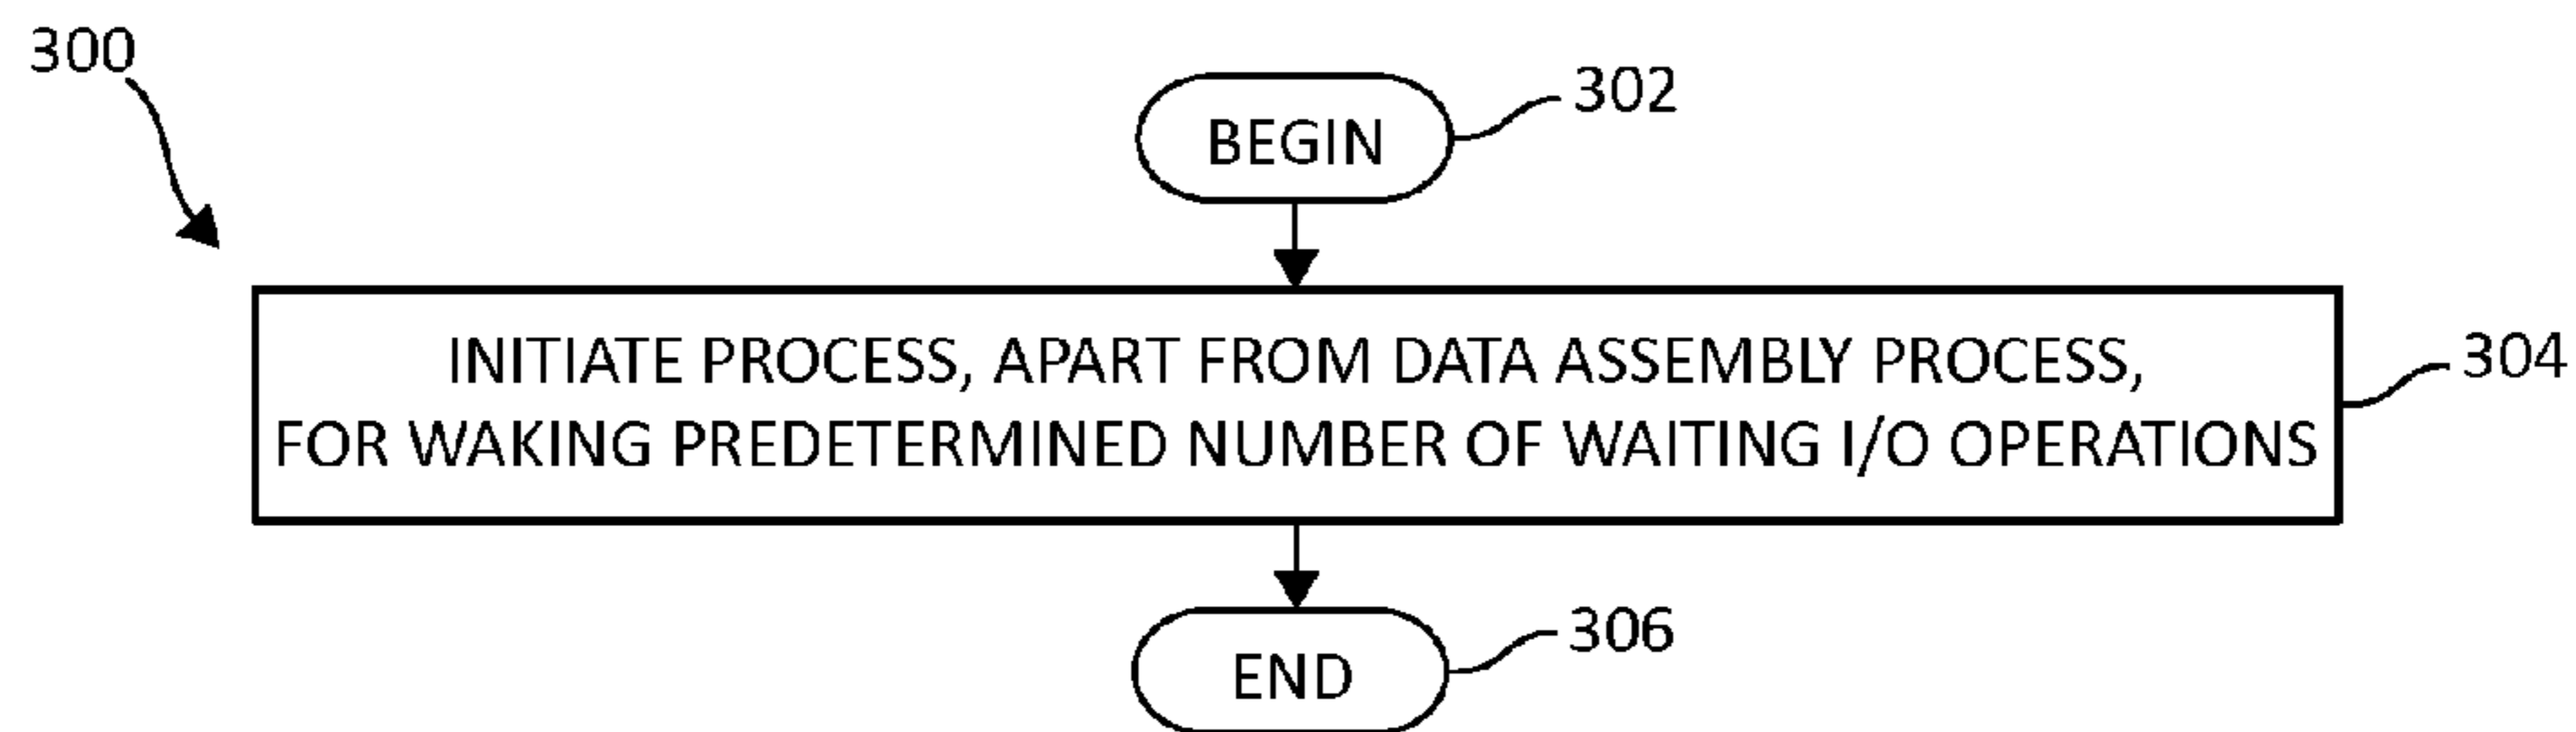 300
302
BEGIN
INITIATE PROCESS, APART FROM DATA ASSEMBLY PROCESS,
FOR WAKING PREDETERMINED NUMBER OF WAITING I/O OPERATIONS
304
306
END